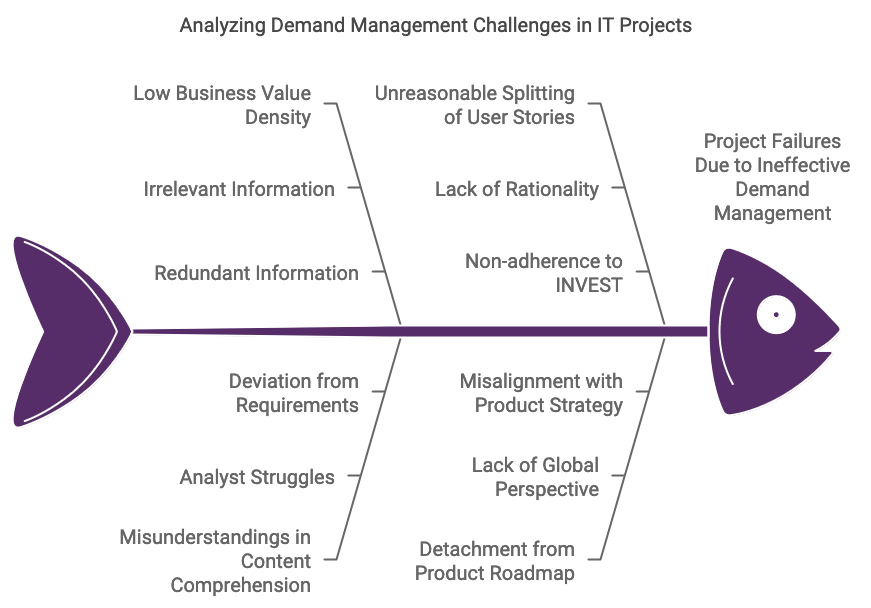 Analyzing Demand Management Challenges in IT Projects
Low Business Value
Density
Irrelevant Information
Redundant Information
Unreasonable Splitting
of User Stories
Lack of Rationality
Non-adherence to
INVEST
Project Failures
Due to Ineffective
Demand
Management
Deviation from
Requirements
Analyst Struggles
Misunderstandings in
Content
Comprehension
Misalignment with
Product Strategy
Lack of Global
Perspective
Detachment from
Product Roadmap